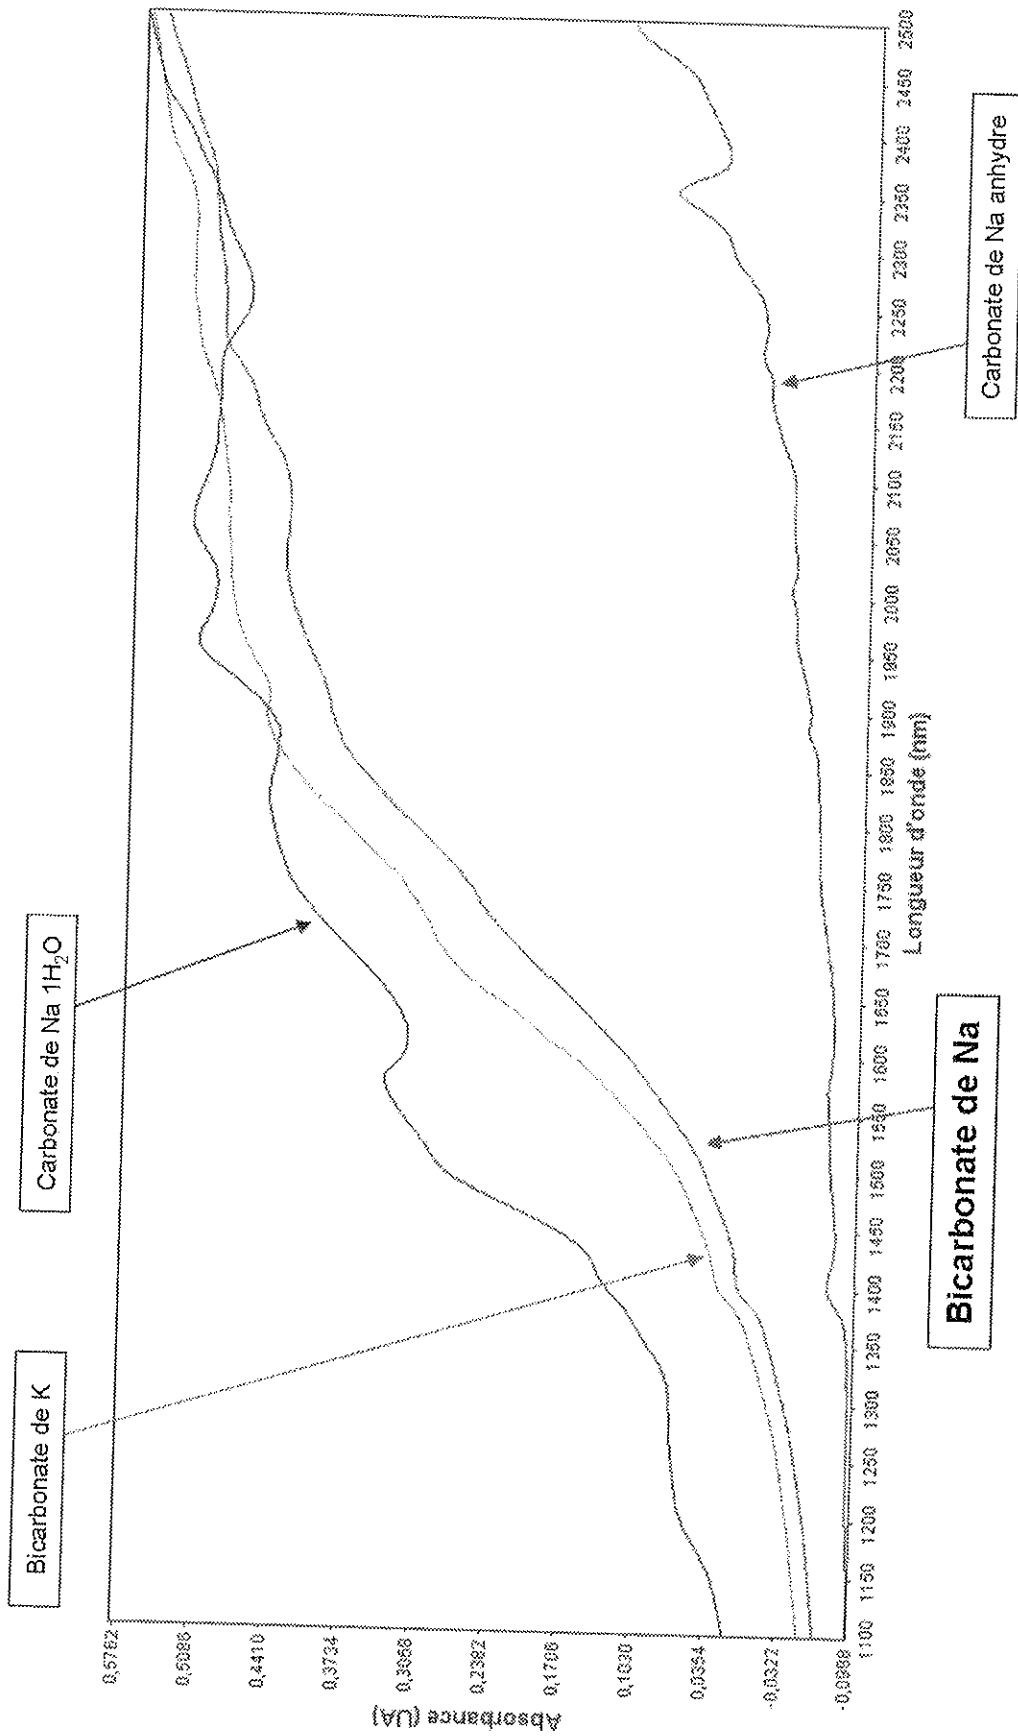 Bicarbonate de K
Carbonate de Na 1H₂O
Absorbance (UA)
0,5762
0,5086
0,4410
0,3734
0,3058
0,2382
0,1706
0,1030
0,0354
-0,0327
-0,0988
1100 1150 1200 1250 1300 1350 1400 1450 1500 1550 1600 1650 1700 1750 1800 1850 1900 1950 2000 2050 2100 2150 2200 2250 2300 2350 2400 2450 2500
Longueur d'onde (nm)
Bicarbonate de Na
Carbonate de Na anhydre